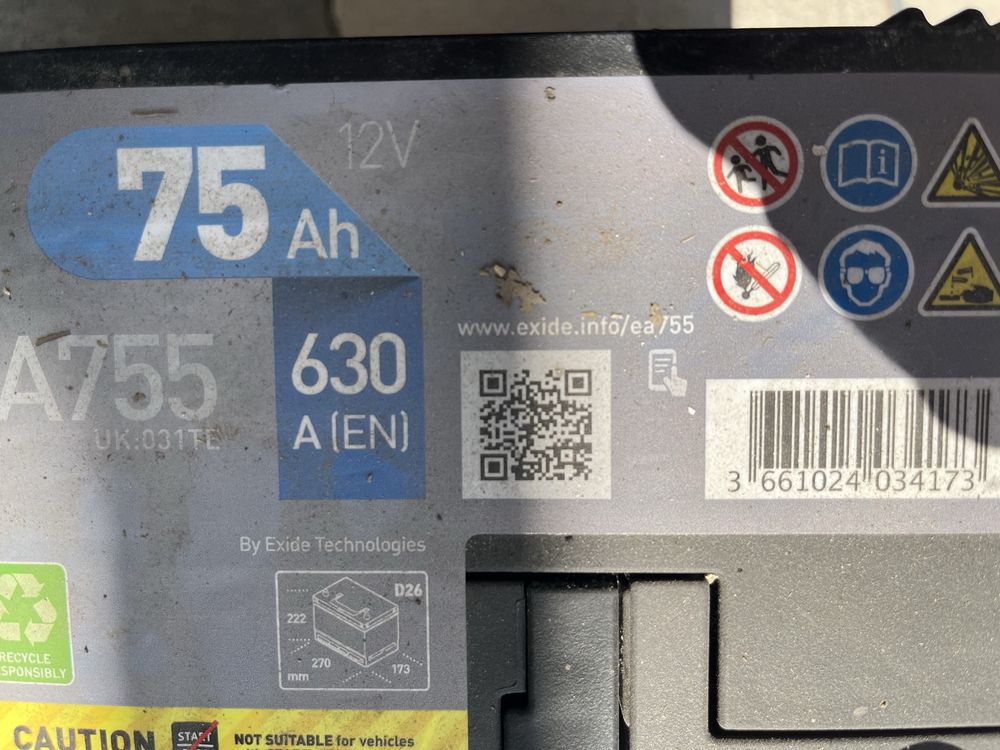 12V
75 Ah
www.exide.info/ea755
A755
630
UK:031TE
A (EN)
3 661024 034173
By Exide Technologies
D26
222
270
173
mm
RECYCLE
CAUTION
START
NOT SUITABLE for vehicles